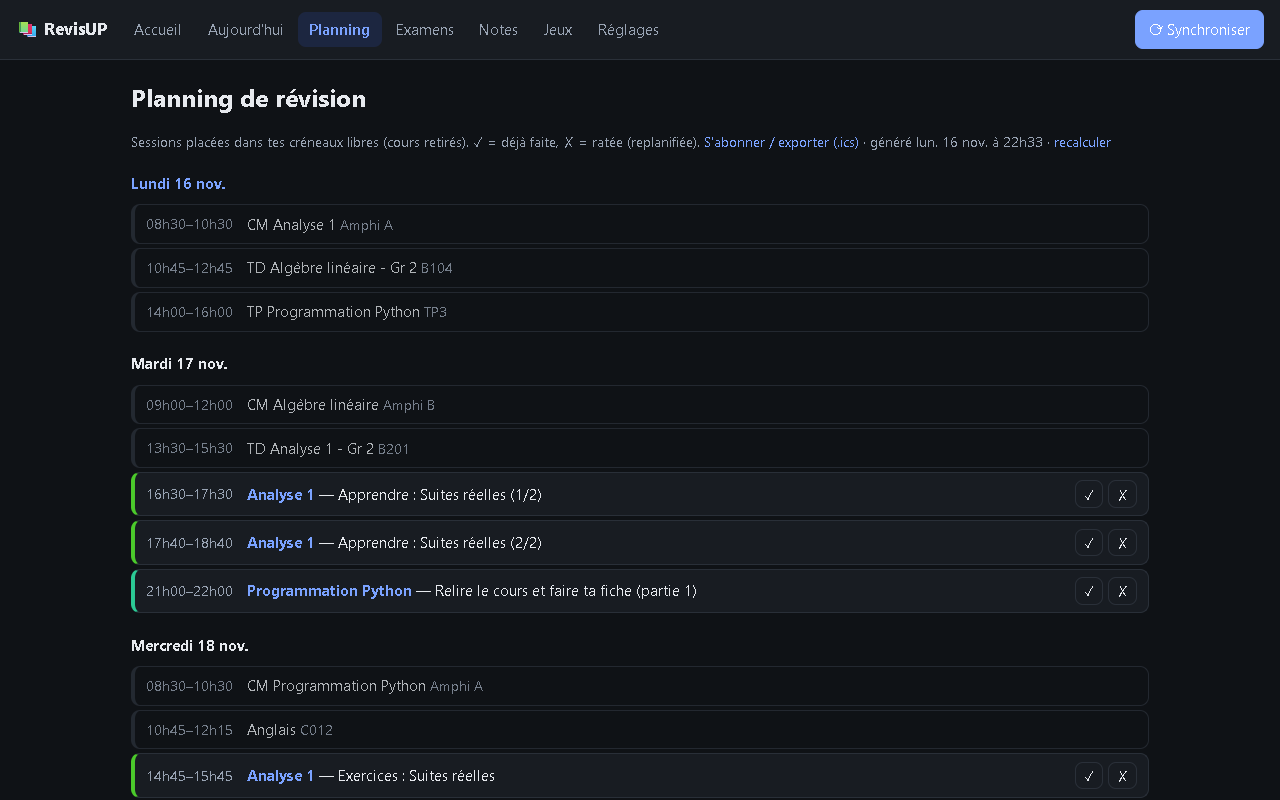 RevisUP Accueil Aujourd'hui Planning Examens Notes Jeux Réglages ⟳ Synchroniser
Planning de révision
Sessions placées dans tes créneaux libres (cours retirés). ✓ = déjà faite, ✗ = ratée (replanifiée). S'abonner / exporter (.ics) · généré lun. 16 nov. à 22h33 · recalculer
Lundi 16 nov.
08h30–10h30 CM Analyse 1 Amphi A
10h45–12h45 TD Algèbre linéaire - Gr 2 B104
14h00–16h00 TP Programmation Python TP3
Mardi 17 nov.
09h00–12h00 CM Algèbre linéaire Amphi B
13h30–15h30 TD Analyse 1 - Gr 2 B201
16h30–17h30 Analyse 1 — Apprendre : Suites réelles (1/2) ✓ ✗
17h40–18h40 Analyse 1 — Apprendre : Suites réelles (2/2) ✓ ✗
21h00–22h00 Programmation Python — Relire le cours et faire ta fiche (partie 1) ✓ ✗
Mercredi 18 nov.
08h30–10h30 CM Programmation Python Amphi A
10h45–12h15 Anglais C012
14h45–15h45 Analyse 1 — Exercices : Suites réelles ✓ ✗